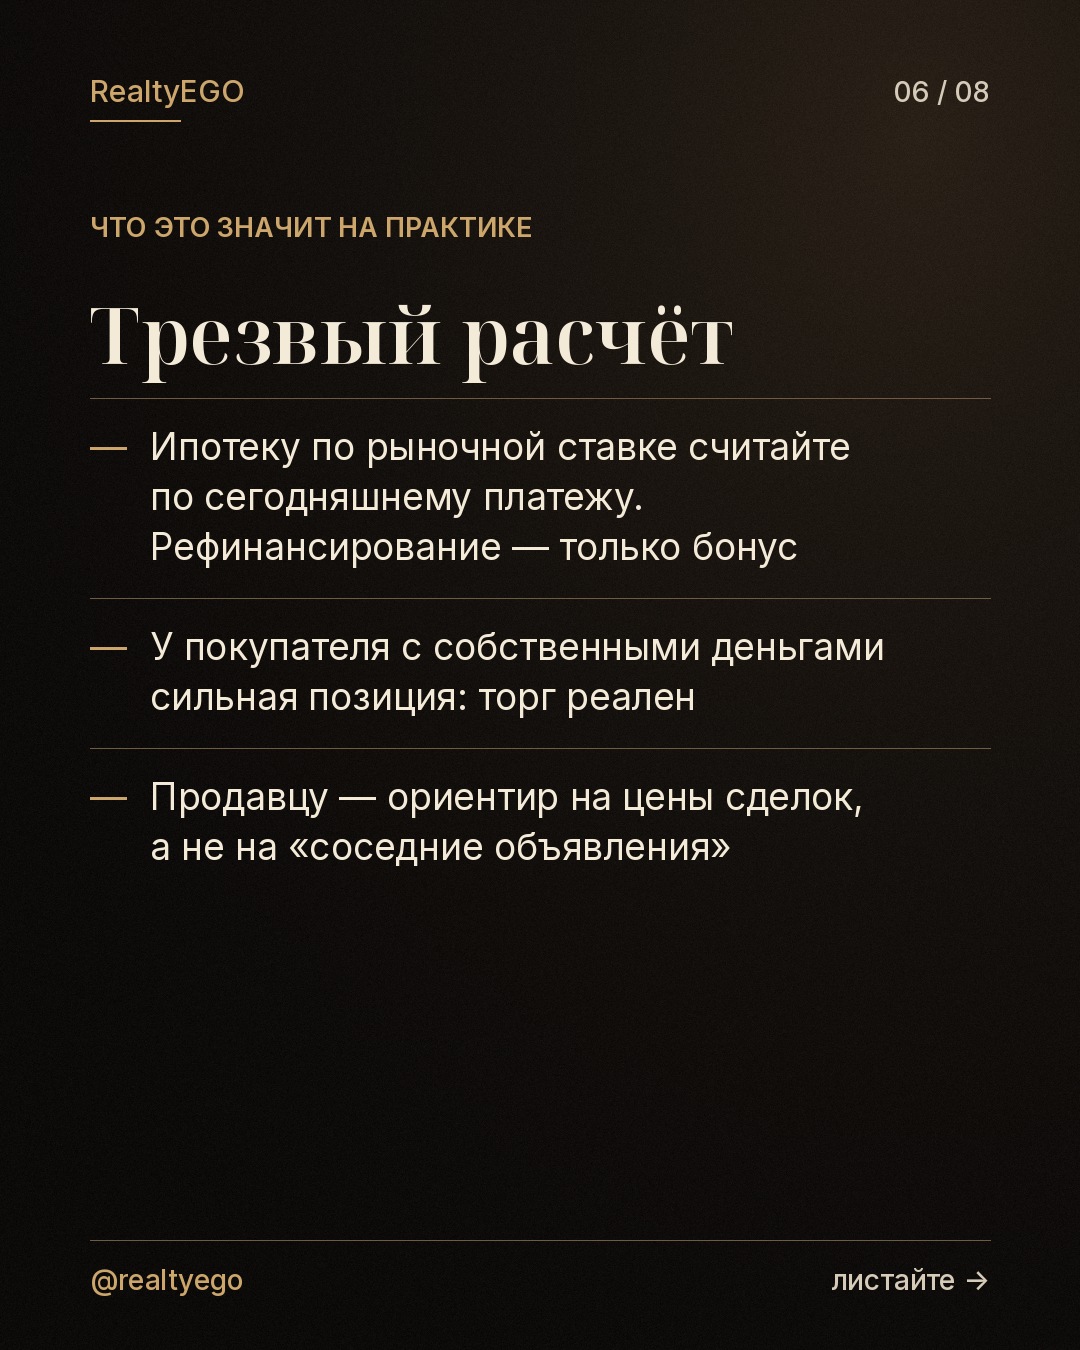 RealtyEGO
06 / 08
ЧТО ЭТО ЗНАЧИТ НА ПРАКТИКЕ
Трезвый расчёт
— Ипотеку по рыночной ставке считайте
по сегодняшнему платежу.
Рефинансирование — только бонус
— У покупателя с собственными деньгами
сильная позиция: торг реален
— Продавцу — ориентир на цены сделок,
а не на «соседние объявления»
@realtyego
листайте →